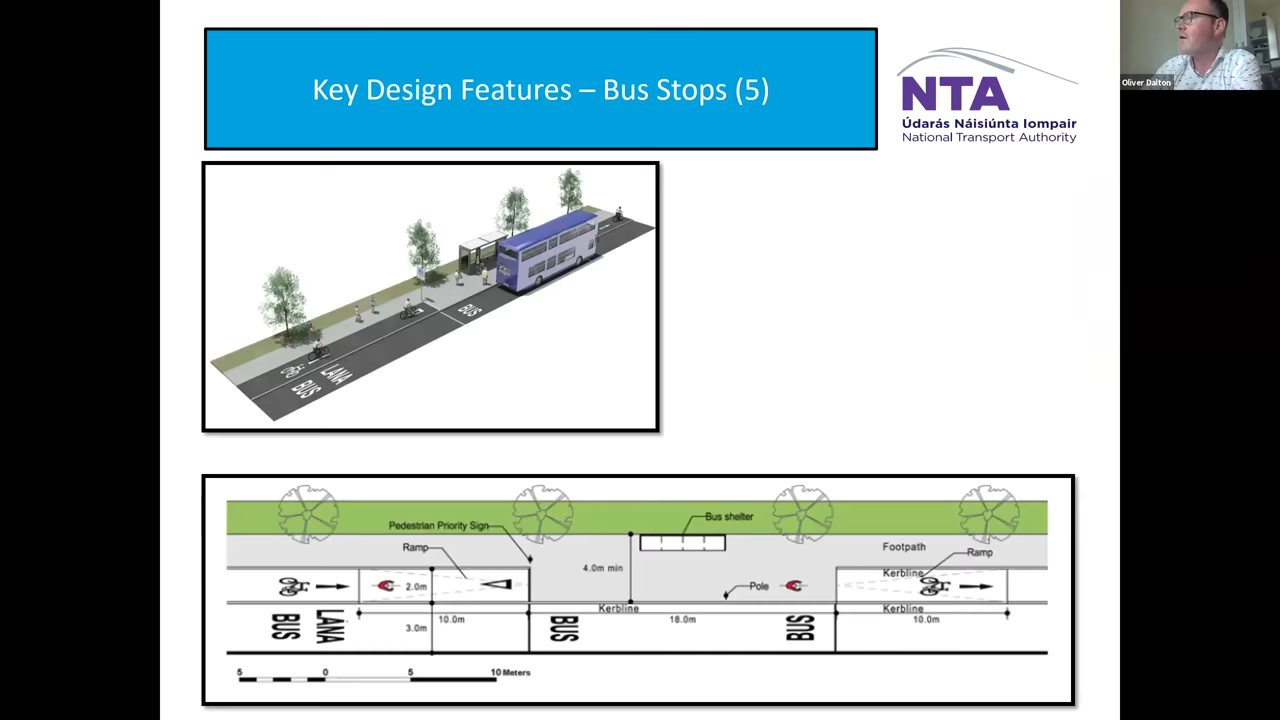 Key Design Features – Bus Stops (5)
NTA
Údarás Náisiúnta Iompair
National Transport Authority
Oliver Dalton
BUS
LÁNA
BUS
Bus shelter
Pedestrian Priority Sign
Ramp
Footpath
Ramp
4.0m min
Kerbline
2.0m
Pole
Kerbline
Kerbline
10.0m
18.0m
10.0m
3.0m
BUS
LÁNA
BUS
BUS
5
0
5
10 Meters